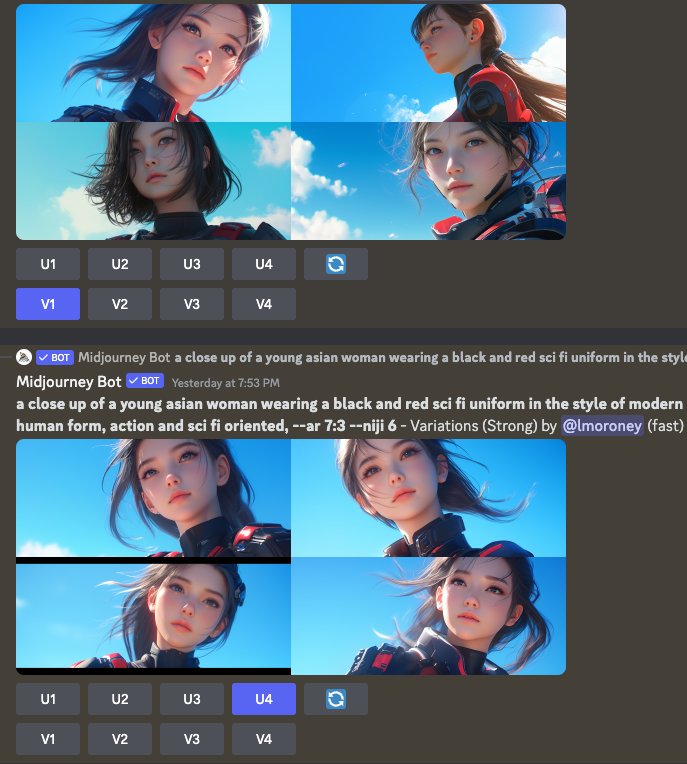 U1 U2 U3 U4
V1 V2 V3 V4
BOT Midjourney Bot a close up of a young asian woman wearing a black and red sci fi uniform in the style
Midjourney Bot BOT Yesterday at 7:53 PM
a close up of a young asian woman wearing a black and red sci fi uniform in the style of modern
human form, action and sci fi oriented, --ar 7:3 --niji 6 - Variations (Strong) by @lmoroney (fast)
U1 U2 U3 U4
V1 V2 V3 V4